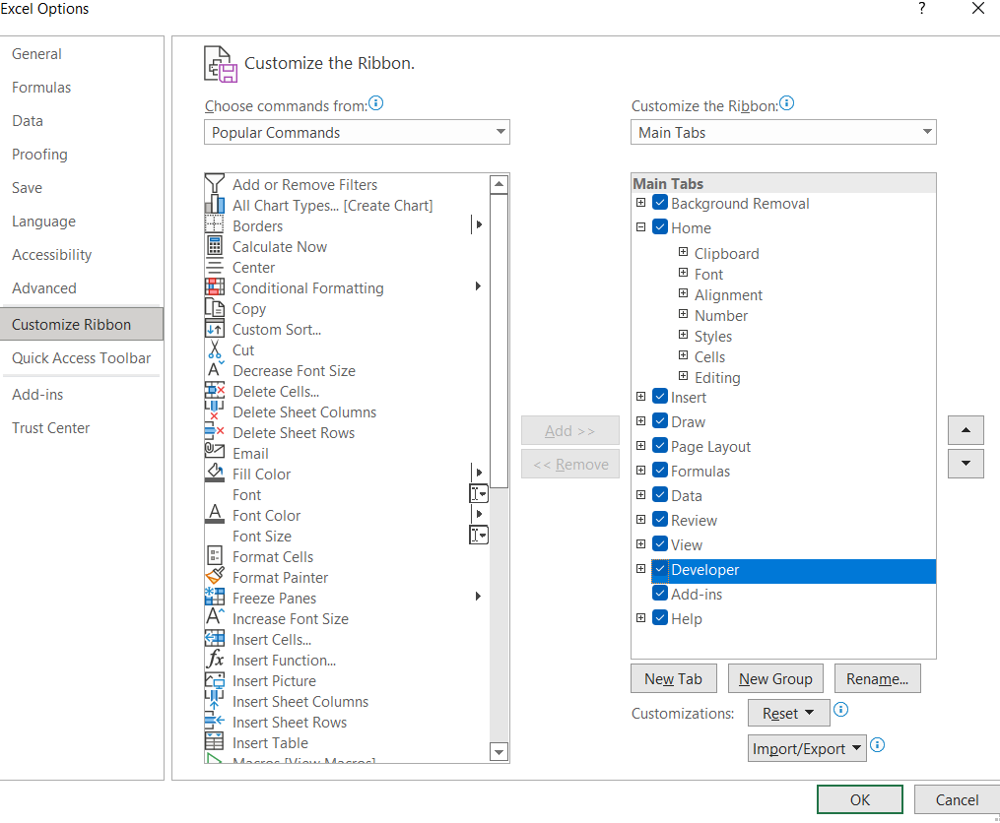 Excel Options
?
General
Formulas
Data
Proofing
Save
Language
Accessibility
Advanced
Customize Ribbon
Quick Access Toolbar
Add-ins
Trust Center
Customize the Ribbon.
Choose commands from:
Popular Commands
Add or Remove Filters
All Chart Types... [Create Chart]
Borders
Calculate Now
Center
Conditional Formatting
Copy
Custom Sort...
Cut
Decrease Font Size
Delete Cells...
Delete Sheet Columns
Delete Sheet Rows
Email
Fill Color
Font
Font Color
Font Size
Format Cells
Format Painter
Freeze Panes
Increase Font Size
Insert Cells...
Insert Function...
Insert Picture
Insert Sheet Columns
Insert Sheet Rows
Insert Table
Macros [View Macros]
Add >>
<< Remove
Customize the Ribbon:
Main Tabs
Main Tabs
Background Removal
Home
Clipboard
Font
Alignment
Number
Styles
Cells
Editing
Insert
Draw
Page Layout
Formulas
Data
Review
View
Developer
Add-ins
Help
New Tab
New Group
Rename...
Customizations:
Reset
Import/Export
OK
Cancel